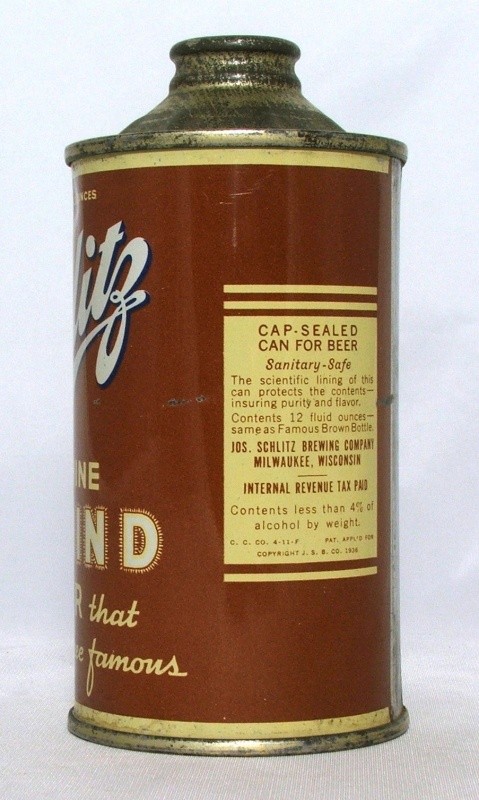 NCES
litz
NE
IND
R that
ee famous
CAP-SEALED
CAN FOR BEER
Sanitary-Safe
The scientific lining of this
can protects the contents—
insuring purity and flavor.
Contents 12 fluid ounces—
same as Famous Brown Bottle.
JOS. SCHLITZ BREWING COMPANY
MILWAUKEE, WISCONSIN
INTERNAL REVENUE TAX PAID
Contents less than 4% of
alcohol by weight.
C. C. CO. 4-11-F PAT. APPL'D FOR
COPYRIGHT J. S. B. CO. 1936